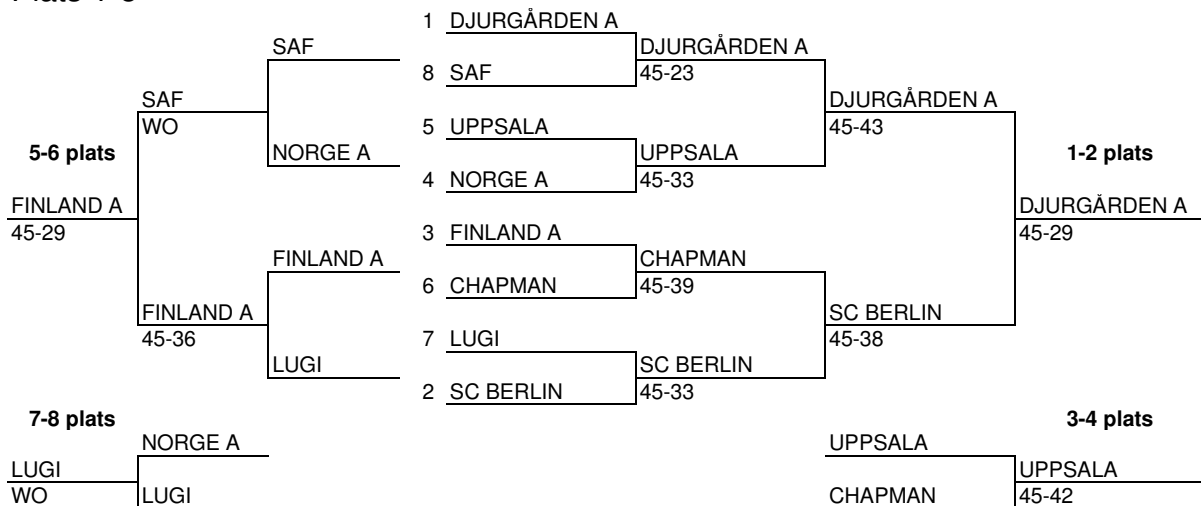 1 DJURGÅRDEN A
SAF DJURGÅRDEN A
8 SAF 45-23
SAF DJURGÅRDEN A
WO 5 UPPSALA 45-43
5-6 plats NORGE A UPPSALA 1-2 plats
4 NORGE A 45-33
FINLAND A DJURGÅRDEN A
45-29 3 FINLAND A 45-29
FINLAND A CHAPMAN
6 CHAPMAN 45-39
FINLAND A SC BERLIN
45-36 7 LUGI 45-38
LUGI SC BERLIN
2 SC BERLIN 45-33
7-8 plats 3-4 plats
NORGE A UPPSALA
LUGI UPPSALA
WO LUGI CHAPMAN 45-42